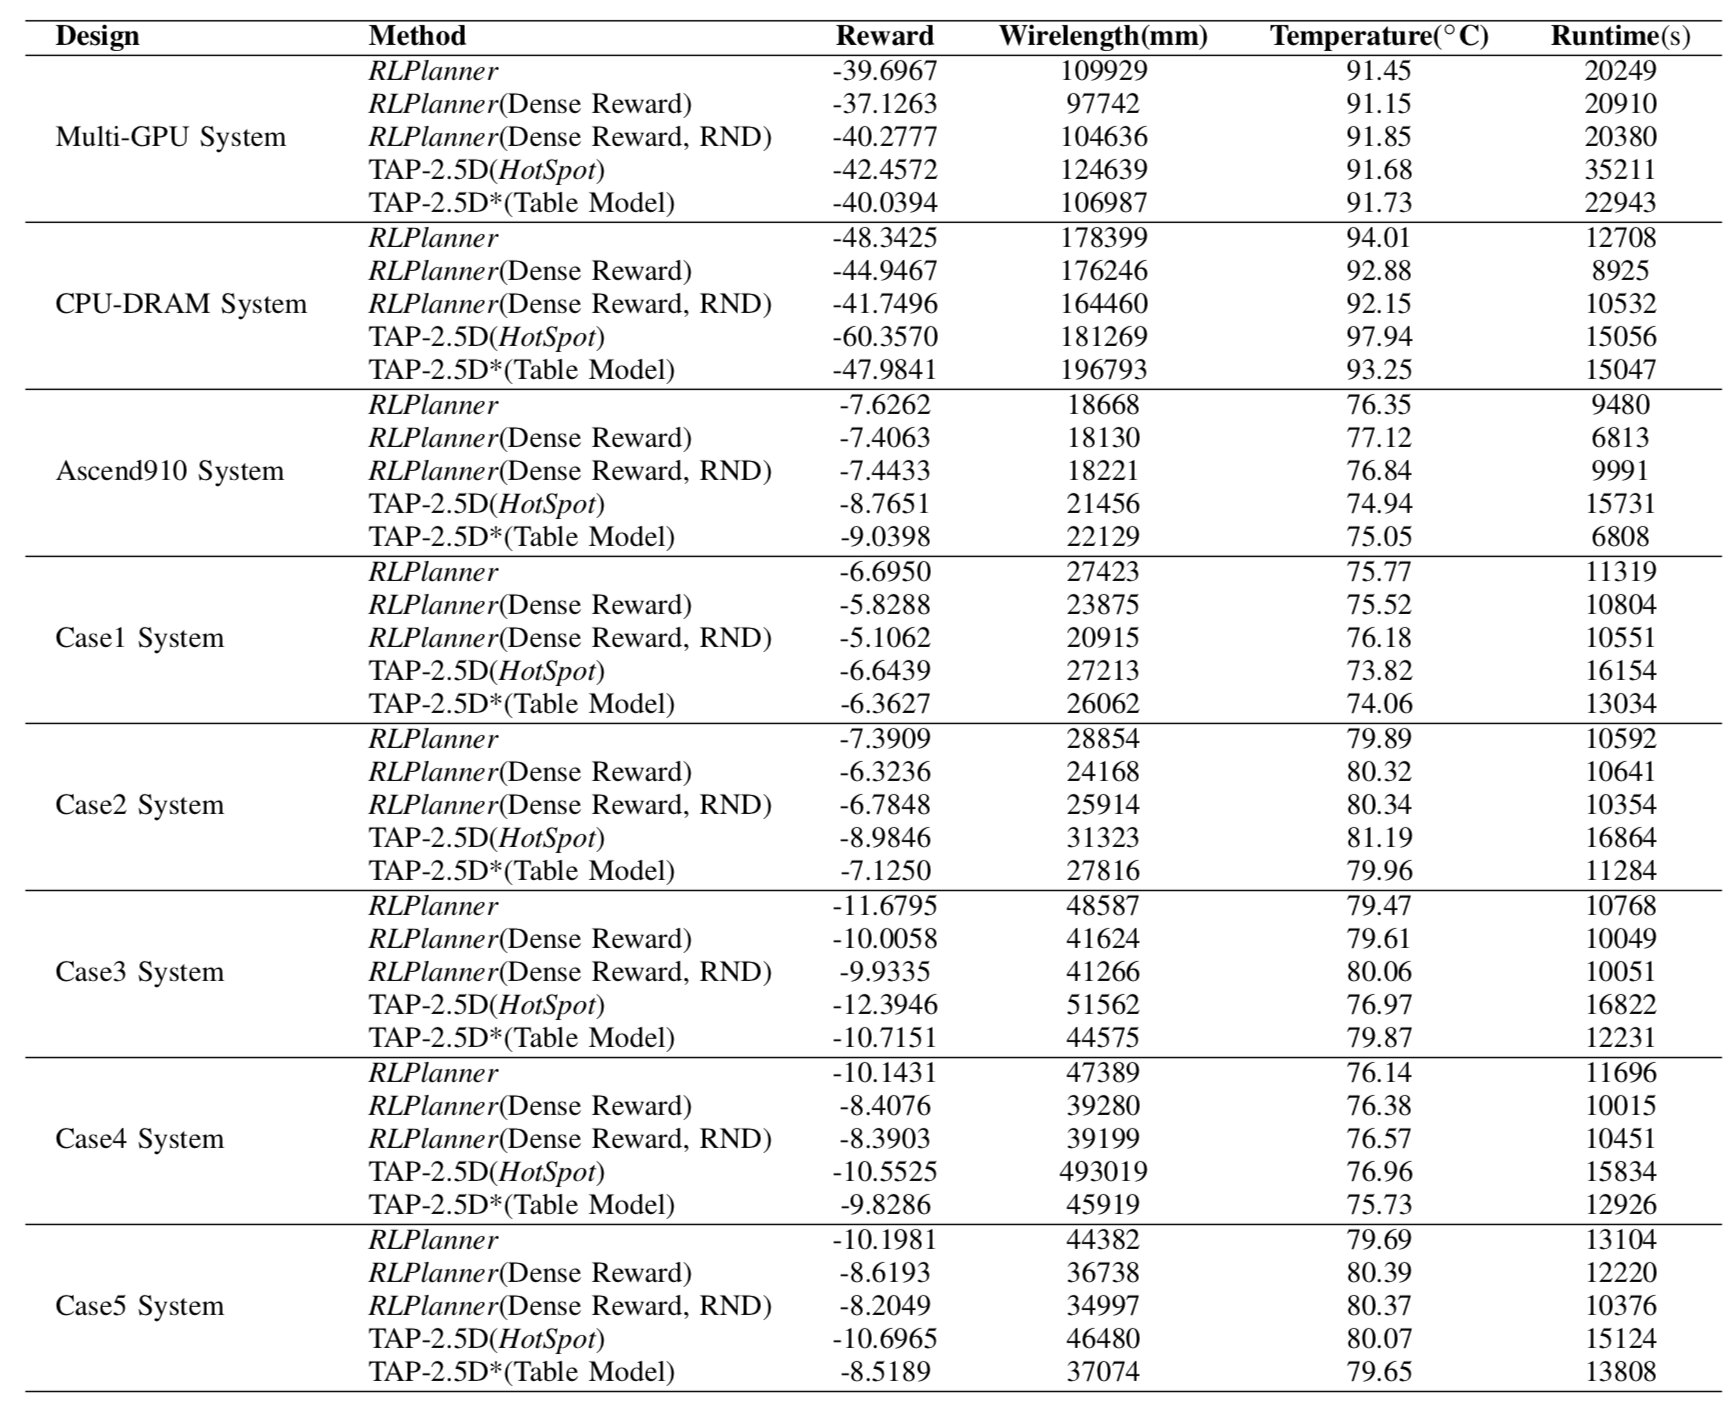 Design Method Reward Wirelength(mm) Temperature(°C) Runtime(s)
RLPlanner -39.6967 109929 91.45 20249
RLPlanner(Dense Reward) -37.1263 97742 91.15 20910
Multi-GPU System RLPlanner(Dense Reward, RND) -40.2777 104636 91.85 20380
TAP-2.5D(HotSpot) -42.4572 124639 91.68 35211
TAP-2.5D*(Table Model) -40.0394 106987 91.73 22943
RLPlanner -48.3425 178399 94.01 12708
RLPlanner(Dense Reward) -44.9467 176246 92.88 8925
CPU-DRAM System RLPlanner(Dense Reward, RND) -41.7496 164460 92.15 10532
TAP-2.5D(HotSpot) -60.3570 181269 97.94 15056
TAP-2.5D*(Table Model) -47.9841 196793 93.25 15047
RLPlanner -7.6262 18668 76.35 9480
RLPlanner(Dense Reward) -7.4063 18130 77.12 6813
Ascend910 System RLPlanner(Dense Reward, RND) -7.4433 18221 76.84 9991
TAP-2.5D(HotSpot) -8.7651 21456 74.94 15731
TAP-2.5D*(Table Model) -9.0398 22129 75.05 6808
RLPlanner -6.6950 27423 75.77 11319
RLPlanner(Dense Reward) -5.8288 23875 75.52 10804
Case1 System RLPlanner(Dense Reward, RND) -5.1062 20915 76.18 10551
TAP-2.5D(HotSpot) -6.6439 27213 73.82 16154
TAP-2.5D*(Table Model) -6.3627 26062 74.06 13034
RLPlanner -7.3909 28854 79.89 10592
RLPlanner(Dense Reward) -6.3236 24168 80.32 10641
Case2 System RLPlanner(Dense Reward, RND) -6.7848 25914 80.34 10354
TAP-2.5D(HotSpot) -8.9846 31323 81.19 16864
TAP-2.5D*(Table Model) -7.1250 27816 79.96 11284
RLPlanner -11.6795 48587 79.47 10768
RLPlanner(Dense Reward) -10.0058 41624 79.61 10049
Case3 System RLPlanner(Dense Reward, RND) -9.9335 41266 80.06 10051
TAP-2.5D(HotSpot) -12.3946 51562 76.97 16822
TAP-2.5D*(Table Model) -10.7151 44575 79.87 12231
RLPlanner -10.1431 47389 76.14 11696
RLPlanner(Dense Reward) -8.4076 39280 76.38 10015
Case4 System RLPlanner(Dense Reward, RND) -8.3903 39199 76.57 10451
TAP-2.5D(HotSpot) -10.5525 493019 76.96 15834
TAP-2.5D*(Table Model) -9.8286 45919 75.73 12926
RLPlanner -10.1981 44382 79.69 13104
RLPlanner(Dense Reward) -8.6193 36738 80.39 12220
Case5 System RLPlanner(Dense Reward, RND) -8.2049 34997 80.37 10376
TAP-2.5D(HotSpot) -10.6965 46480 80.07 15124
TAP-2.5D*(Table Model) -8.5189 37074 79.65 13808